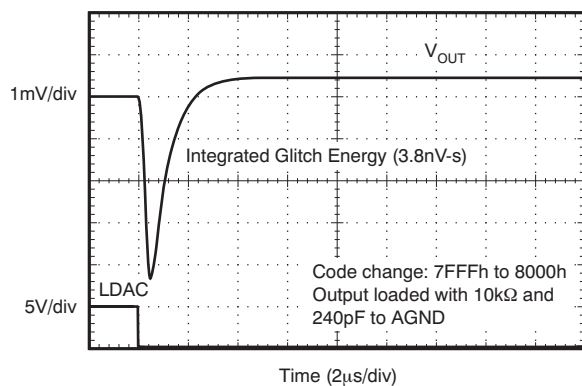 V_OUT
1mV/div
Integrated Glitch Energy (3.8nV-s)
Code change: 7FFFh to 8000h
LDAC
Output loaded with 10kΩ and
5V/div
240pF to AGND
Time (2μs/div)